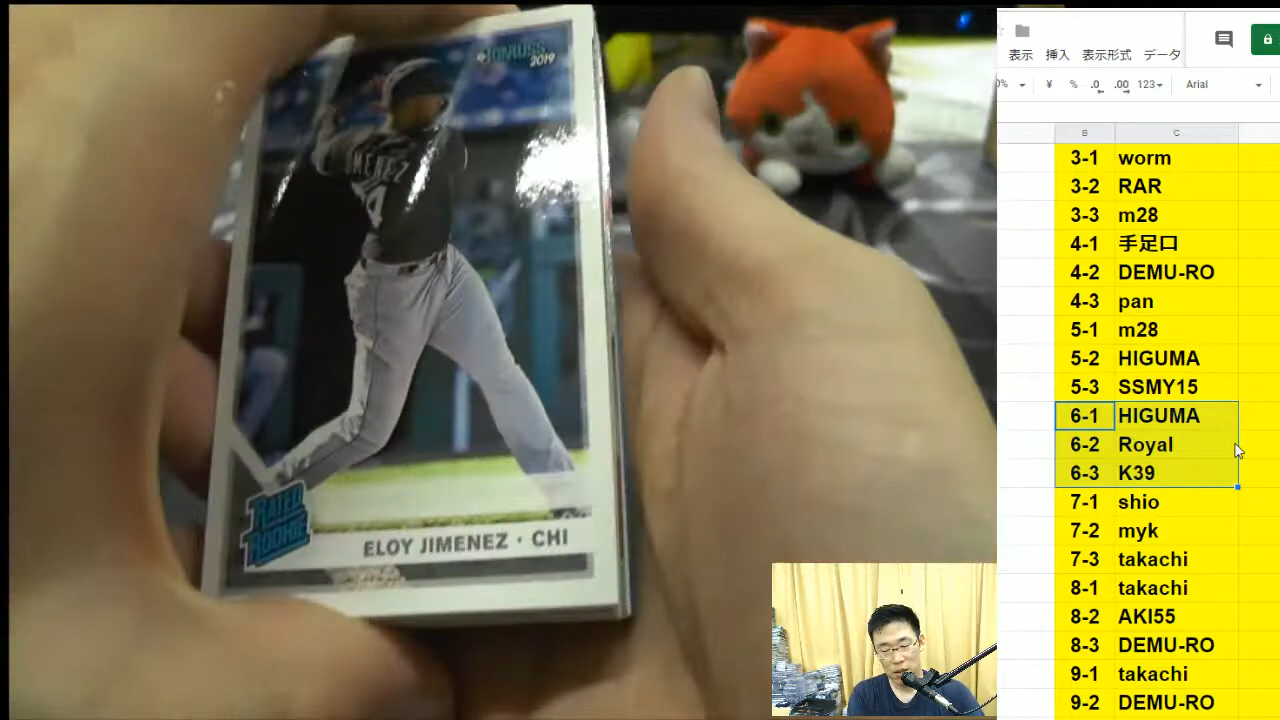 DONRUSS
2019
JIMENEZ
4
RATED
ROOKIE
ELOY JIMENEZ · CHI
表示 挿入 表示形式 データ
% ¥ % .0 .00 123 Arial
B C
3-1 worm
3-2 RAR
3-3 m28
4-1 手足口
4-2 DEMU-RO
4-3 pan
5-1 m28
5-2 HIGUMA
5-3 SSMY15
6-1 HIGUMA
6-2 Royal
6-3 K39
7-1 shio
7-2 myk
7-3 takachi
8-1 takachi
8-2 AKI55
8-3 DEMU-RO
9-1 takachi
9-2 DEMU-RO